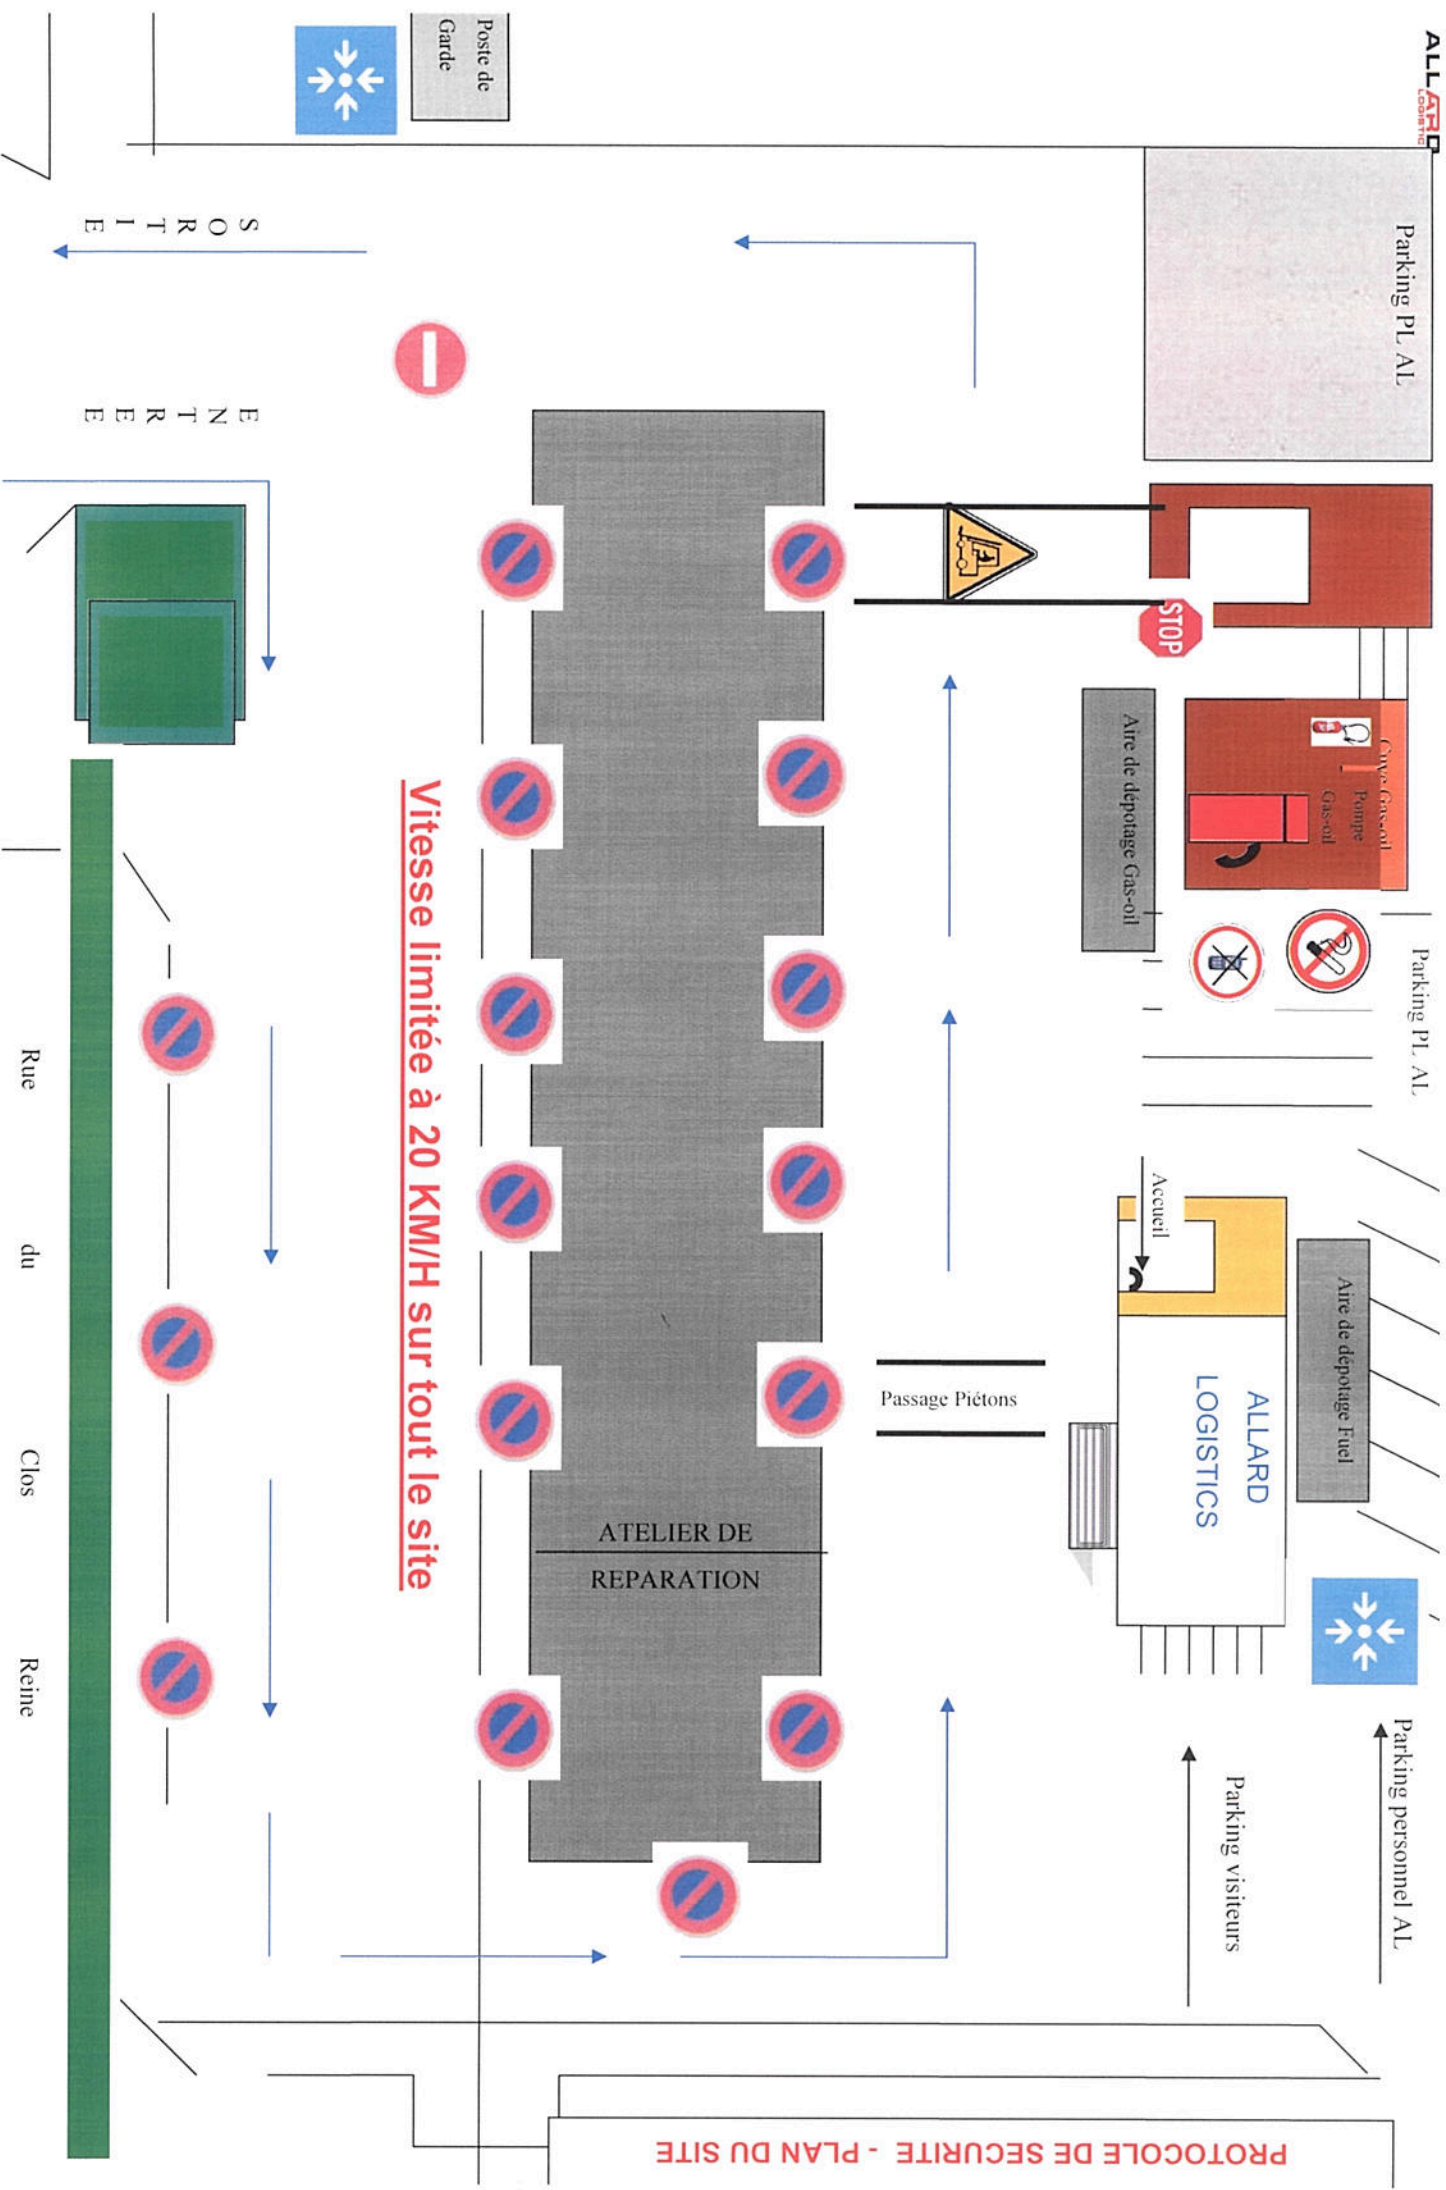 ALLARD
LOGISTIC
Poste de
Garde
Parking PL AL
SORTIE
ENTREE
STOP
Cuve Gas-oil
Pompe
Gas-oil
Aire de dépotage Gas-oil
Parking PL AL
Accueil
Aire de dépotage Fuel
ALLARD
LOGISTICS
Passage Piétons
Vitesse limitée à 20 KM/H sur tout le site
ATELIER DE
REPARATION
Parking personnel AL
Parking visiteurs
Rue du Clos Reine
PROTOCOLE DE SECURITE - PLAN DU SITE